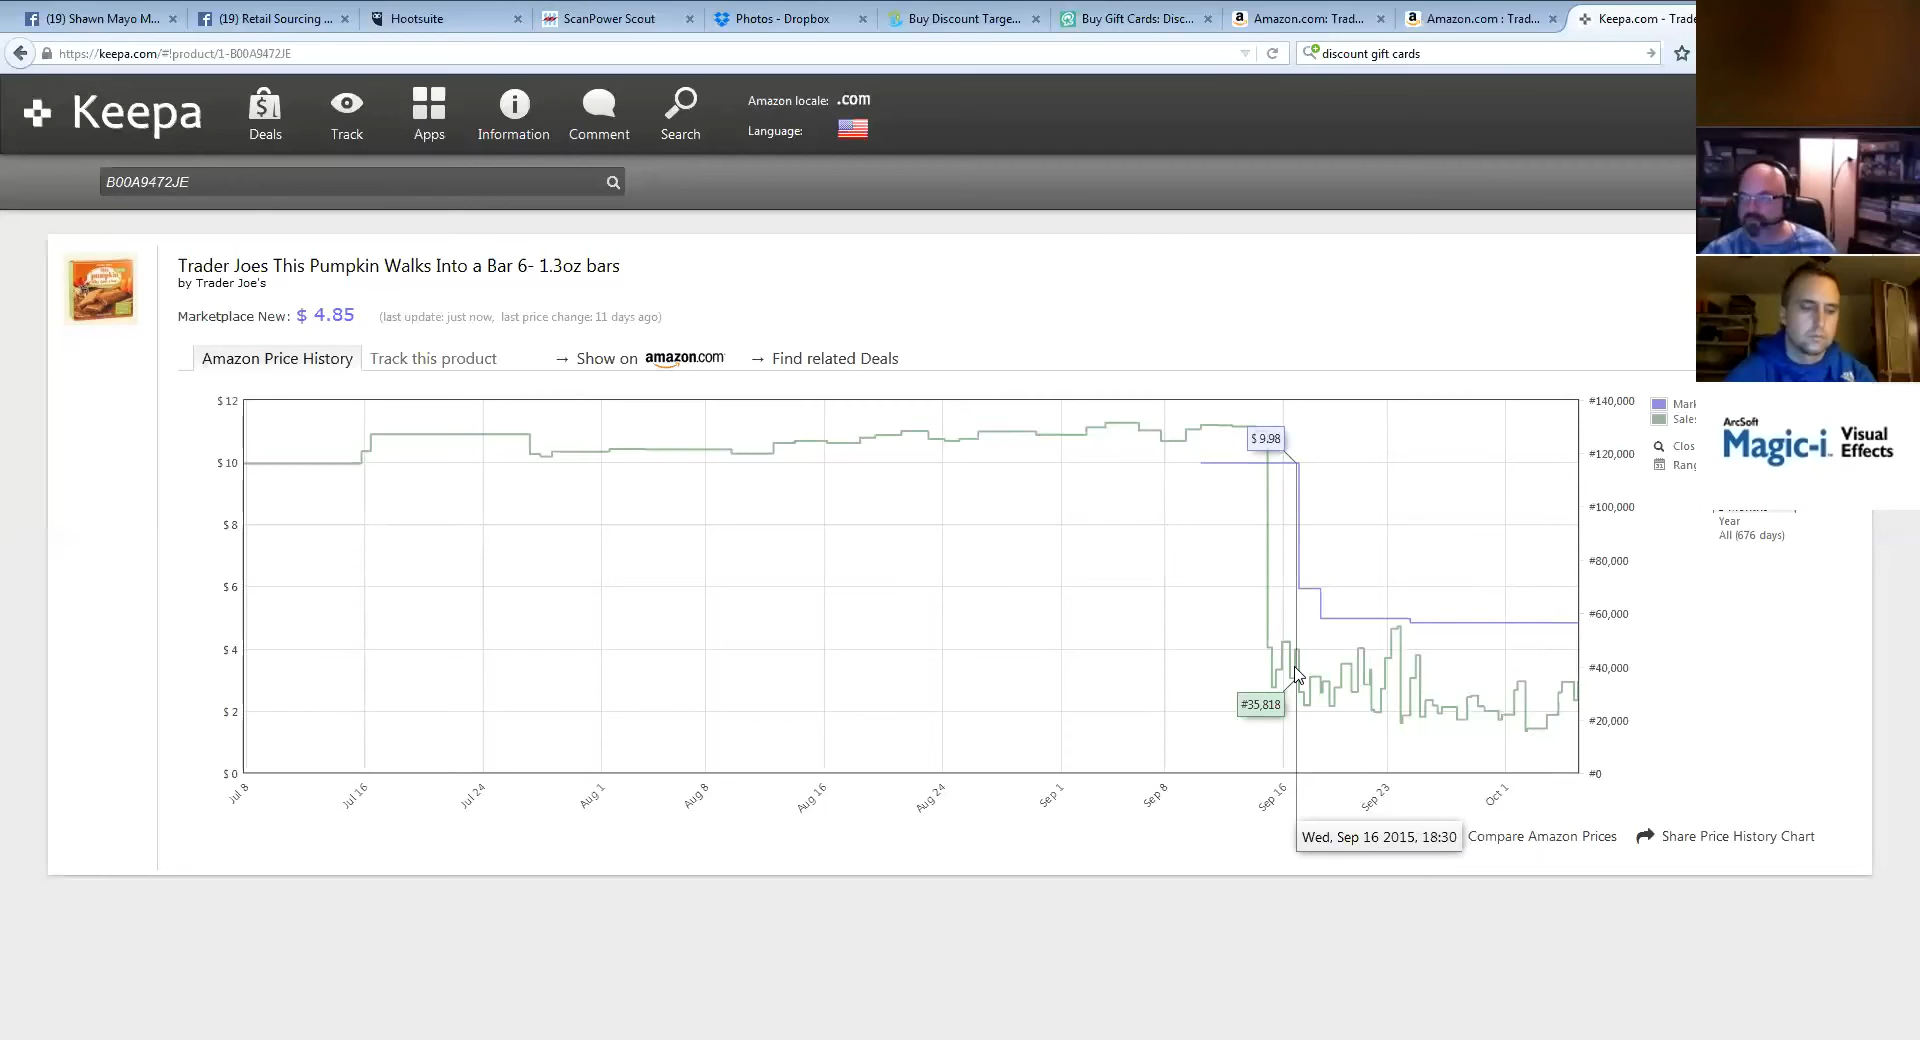 (19) Shawn Mayo M...
(19) Retail Sourcing ...
Hootsuite
ScanPower Scout
Photos - Dropbox
Buy Discount Targe...
Buy Gift Cards: Disc...
Amazon.com: Trad...
Amazon.com : Trad...
Keepa.com - Trade
https://keepa.com/#!product/1-B00A9472JE
discount gift cards
Keepa
Deals
Track
Apps
Information
Comment
Search
Amazon locale: .com
Language:
B00A9472JE
Trader Joes This Pumpkin Walks Into a Bar 6- 1.3oz bars
by Trader Joe's
Marketplace New: $ 4.85 (last update: just now, last price change: 11 days ago)
Amazon Price History
Track this product
→ Show on amazon.com
→ Find related Deals
$ 12
$ 10
$ 8
$ 6
$ 4
$ 2
$ 0
$ 9.98
#35,818
#140,000
#120,000
#100,000
#80,000
#60,000
#40,000
#20,000
#0
Jul 8
Jul 16
Jul 24
Aug 1
Aug 8
Aug 16
Aug 24
Sep 1
Sep 8
Sep 16
Sep 23
Oct 1
Mark
Sales
Clos
Rang
ArcSoft
Magic-i Visual
Effects
Year
All (676 days)
Wed, Sep 16 2015, 18:30
Compare Amazon Prices
Share Price History Chart